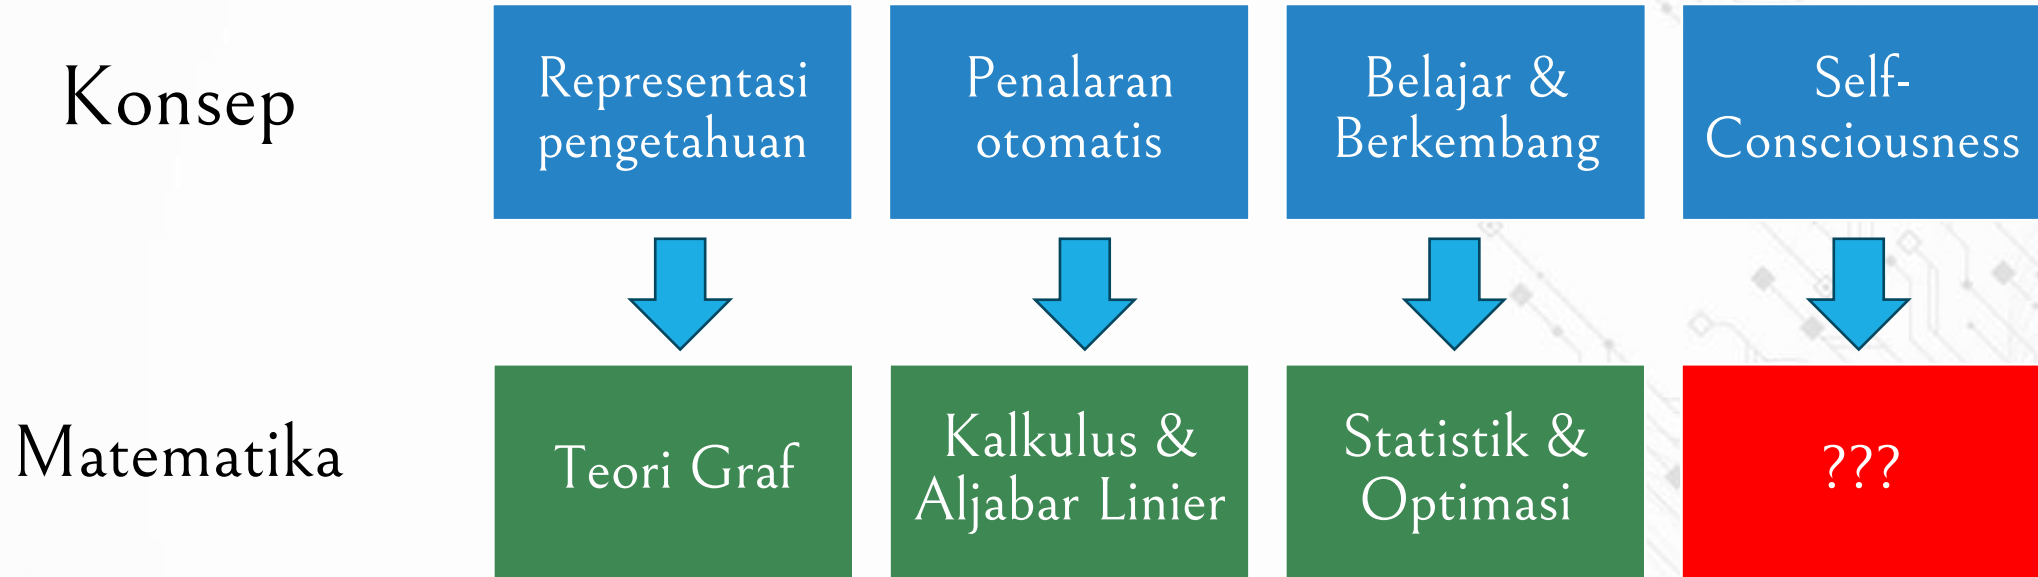 Konsep
Representasi
pengetahuan
Penalaran
otomatis
Belajar &
Berkembang
Self-
Consciousness
Matematika
Teori Graf
Kalkulus &
Aljabar Linier
Statistik &
Optimasi
???